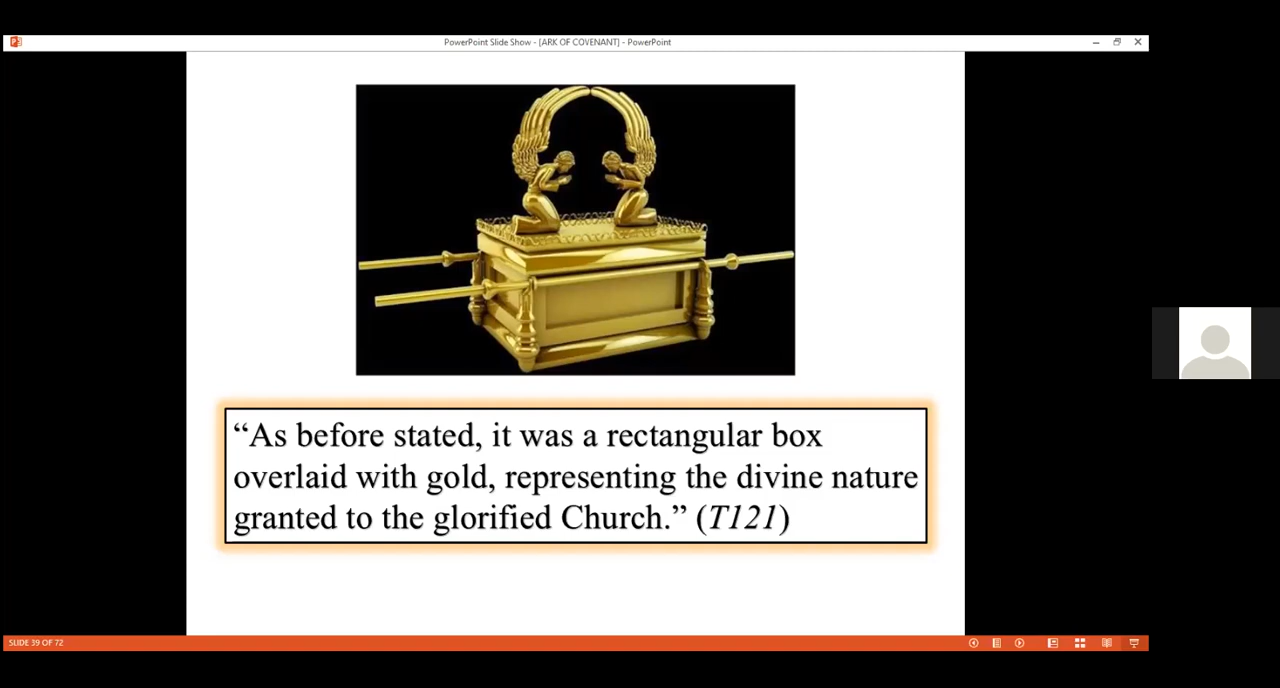 PowerPoint Slide Show - [ARK OF COVENANT] - PowerPoint
“As before stated, it was a rectangular box
overlaid with gold, representing the divine nature
granted to the glorified Church.” (T121)
SLIDE 39 OF 72